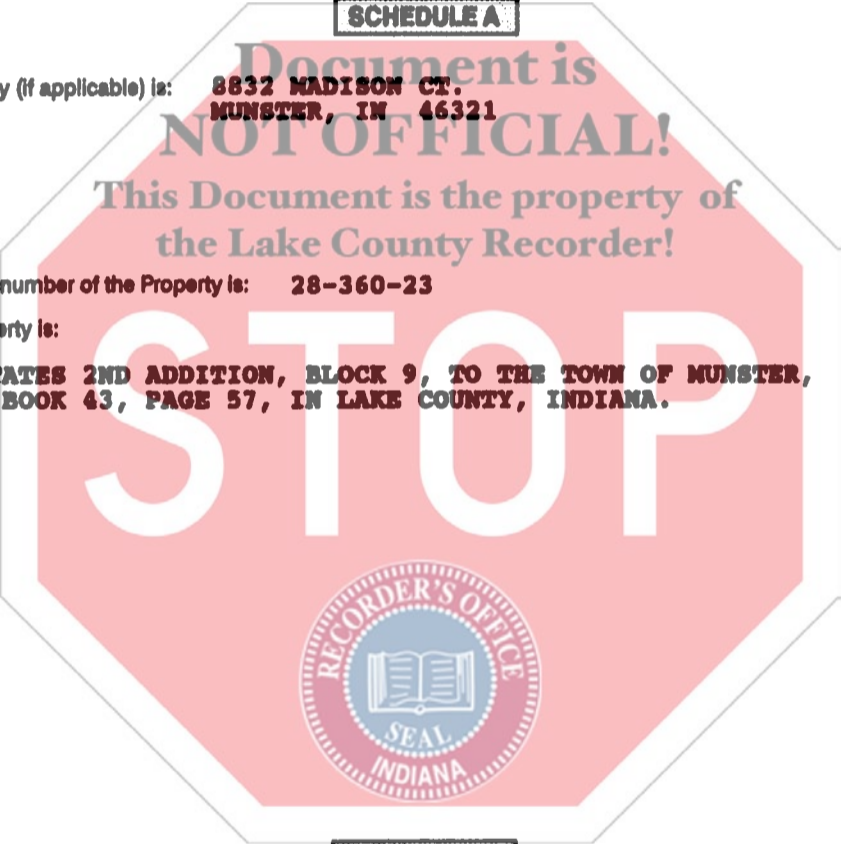 SCHEDULE A
Document is
y (if applicable) is: 8832 MADISON CT.
MUNSTER, IN 46321
NOT OFFICIAL!
This Document is the property of
the Lake County Recorder!
number of the Property is: 28-360-23
erty is:
ATES 2ND ADDITION, BLOCK 9, TO THE TOWN OF MUNSTER,
BOOK 43, PAGE 57, IN LAKE COUNTY, INDIANA.
STOP
RECORDER'S OFFICE
SEAL
INDIANA